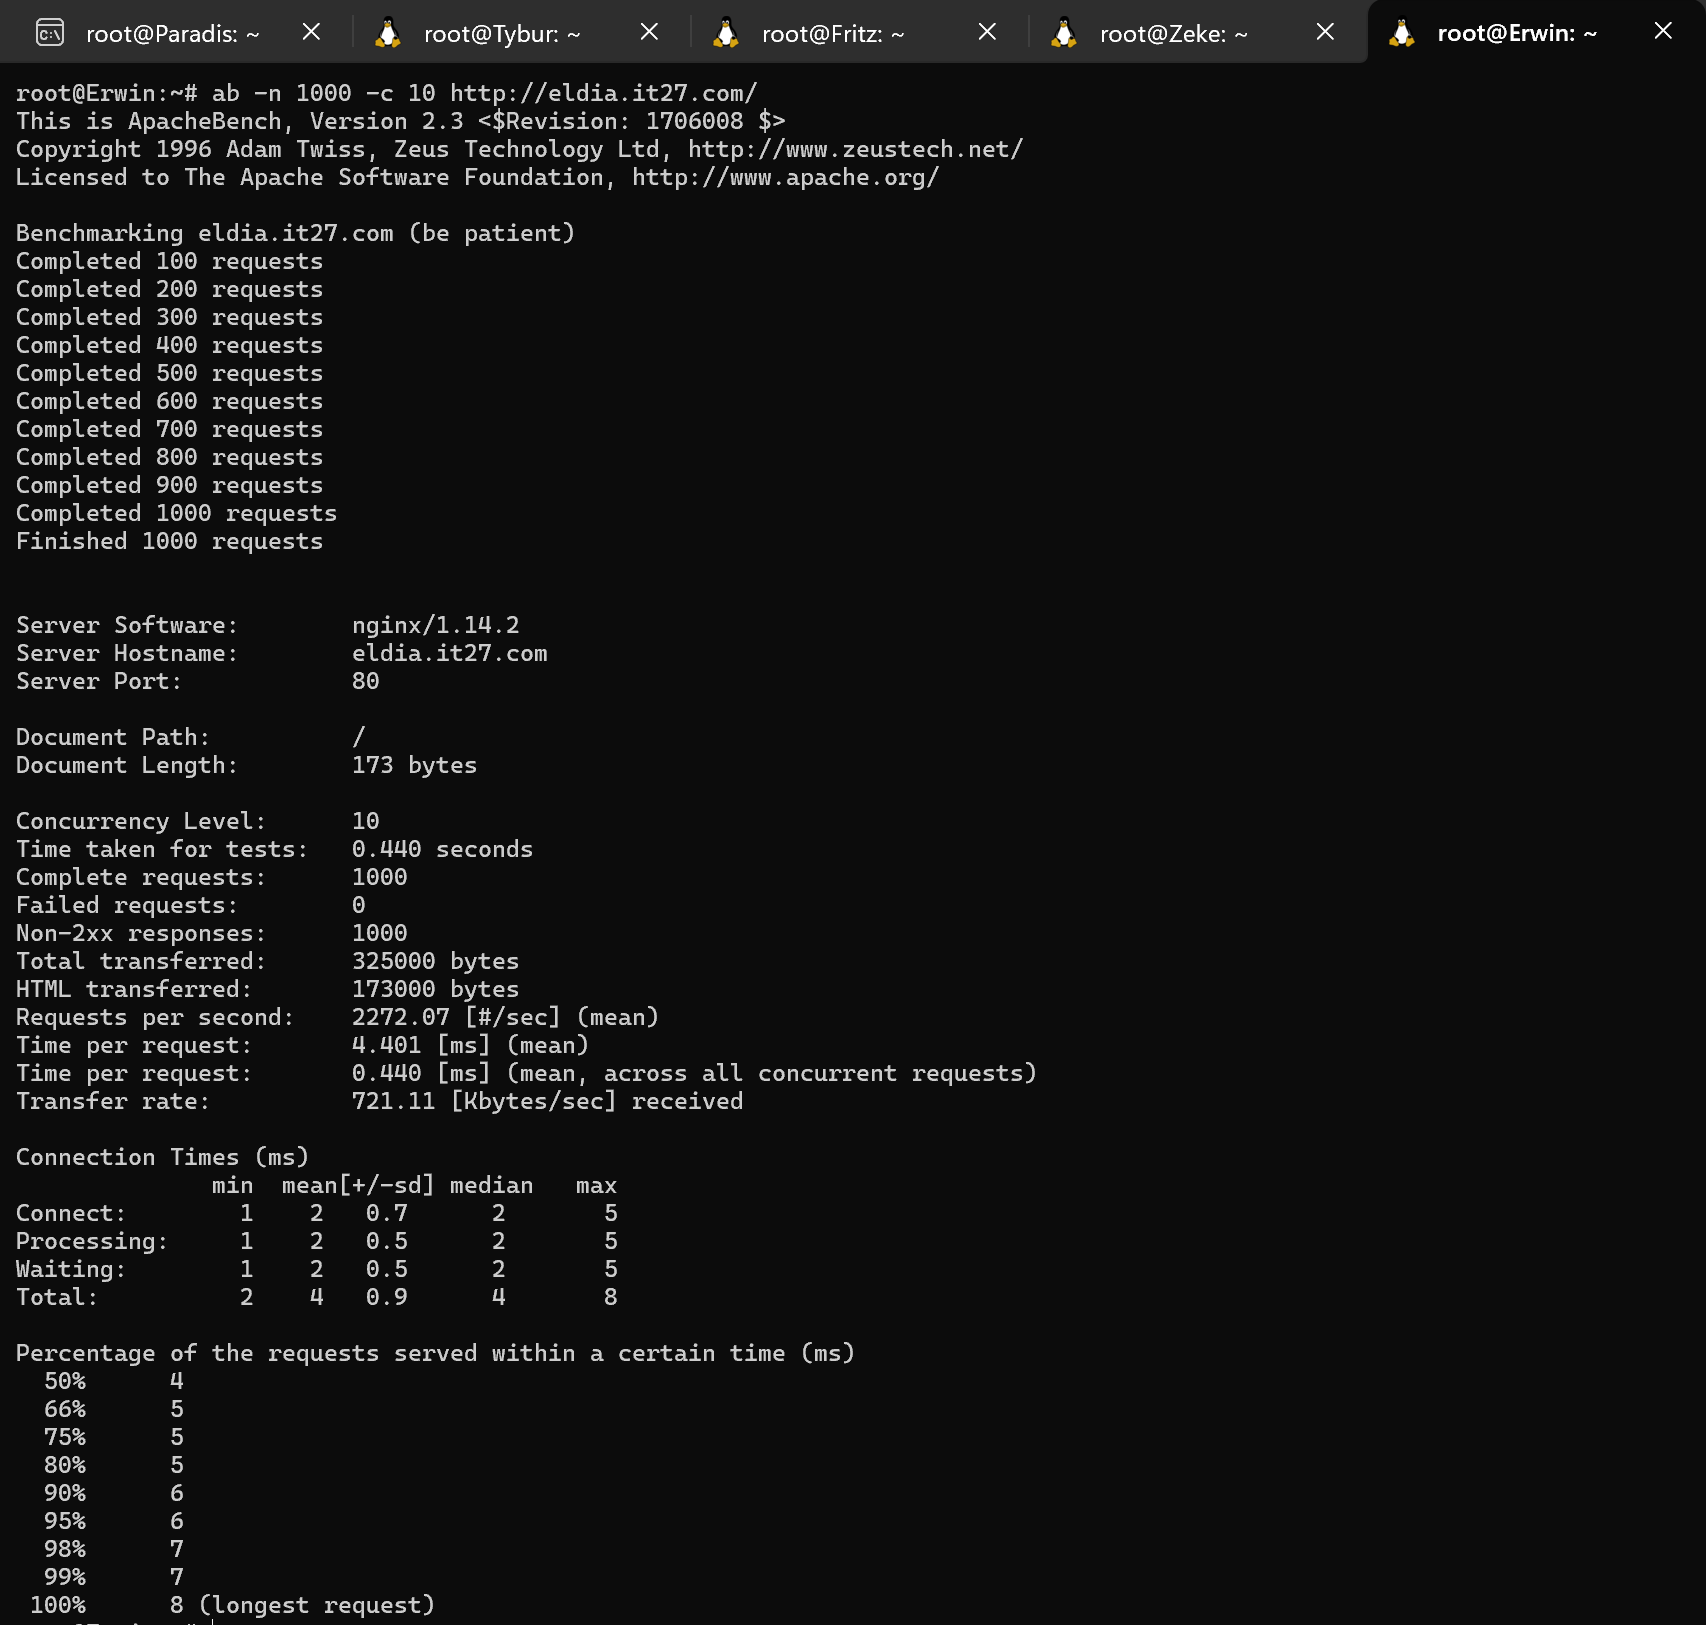 root@Paradis: ~
root@Tybur: ~
root@Fritz: ~
root@Zeke: ~
root@Erwin: ~
root@Erwin:~# ab -n 1000 -c 10 http://eldia.it27.com/
This is ApacheBench, Version 2.3 <$Revision: 1706008 $>
Copyright 1996 Adam Twiss, Zeus Technology Ltd, http://www.zeustech.net/
Licensed to The Apache Software Foundation, http://www.apache.org/
Benchmarking eldia.it27.com (be patient)
Completed 100 requests
Completed 200 requests
Completed 300 requests
Completed 400 requests
Completed 500 requests
Completed 600 requests
Completed 700 requests
Completed 800 requests
Completed 900 requests
Completed 1000 requests
Finished 1000 requests
Server Software:        nginx/1.14.2
Server Hostname:        eldia.it27.com
Server Port:            80
Document Path:          /
Document Length:        173 bytes
Concurrency Level:      10
Time taken for tests:   0.440 seconds
Complete requests:      1000
Failed requests:        0
Non-2xx responses:      1000
Total transferred:      325000 bytes
HTML transferred:       173000 bytes
Requests per second:    2272.07 [#/sec] (mean)
Time per request:       4.401 [ms] (mean)
Time per request:       0.440 [ms] (mean, across all concurrent requests)
Transfer rate:          721.11 [Kbytes/sec] received
Connection Times (ms)
              min  mean[+/-sd] median   max
Connect:        1    2   0.7      2       5
Processing:     1    2   0.5      2       5
Waiting:        1    2   0.5      2       5
Total:          2    4   0.9      4       8
Percentage of the requests served within a certain time (ms)
  50%      4
  66%      5
  75%      5
  80%      5
  90%      6
  95%      6
  98%      7
  99%      7
 100%      8 (longest request)